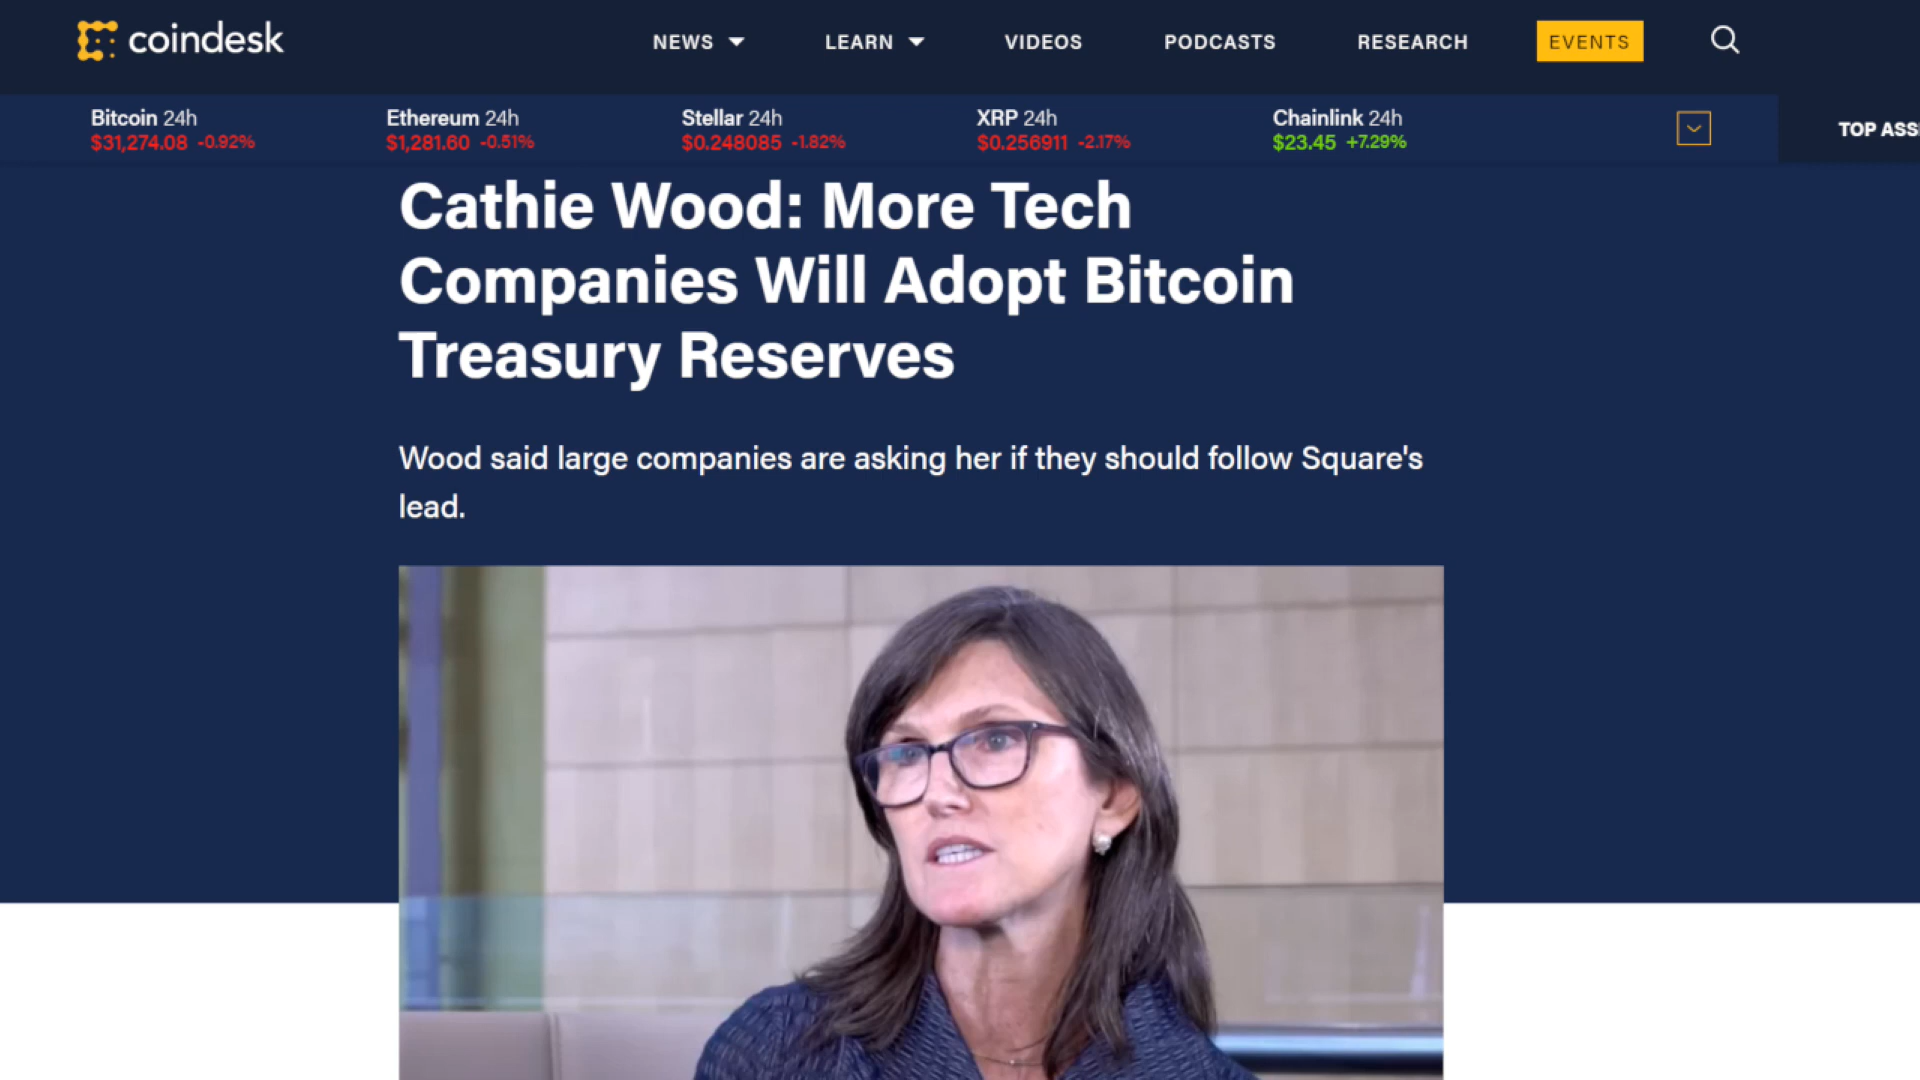 coindesk
NEWS
LEARN
VIDEOS
PODCASTS
RESEARCH
EVENTS
Bitcoin 24h
$31,274.08 -0.92%
Ethereum 24h
$1,281.60 -0.51%
Stellar 24h
$0.248085 -1.82%
XRP 24h
$0.256911 -2.17%
Chainlink 24h
$23.45 +7.29%
TOP ASS
Cathie Wood: More Tech
Companies Will Adopt Bitcoin
Treasury Reserves
Wood said large companies are asking her if they should follow Square's
lead.